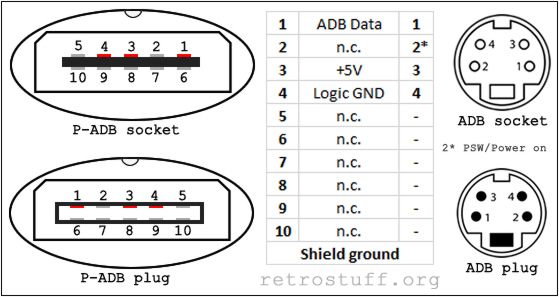 5 4 3 2 1
10 9 8 7 6
P-ADB socket
1 2 3 4 5
6 7 8 9 10
P-ADB plug
1 ADB Data 1
2 n.c. 2*
3 +5V 3
4 Logic GND 4
5 n.c. -
6 n.c. -
7 n.c. -
8 n.c. -
9 n.c. -
10 n.c. -
Shield ground
retrostuff.org
4 3
2 1
ADB socket
2* PSW/Power on
3 4
1 2
ADB plug